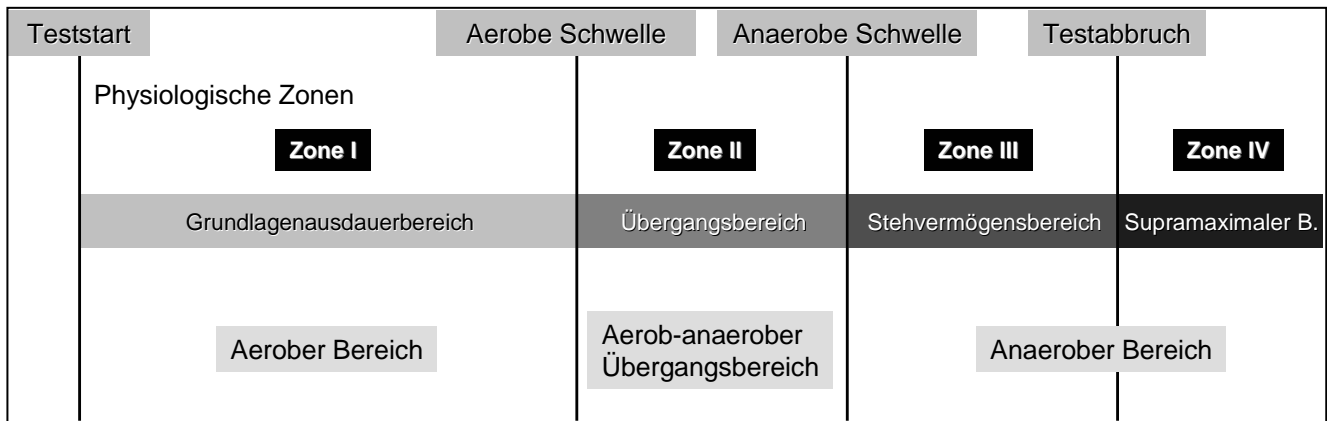 Teststart
Aerobe Schwelle
Anaerobe Schwelle
Testabbruch
Physiologische Zonen
Zone I
Zone II
Zone III
Zone IV
Grundlagenausdauerbereich
Übergangsbereich
Stehvermögensbereich
Supramaximaler B.
Aerober Bereich
Aerob-anaerober
Übergangsbereich
Anaerober Bereich